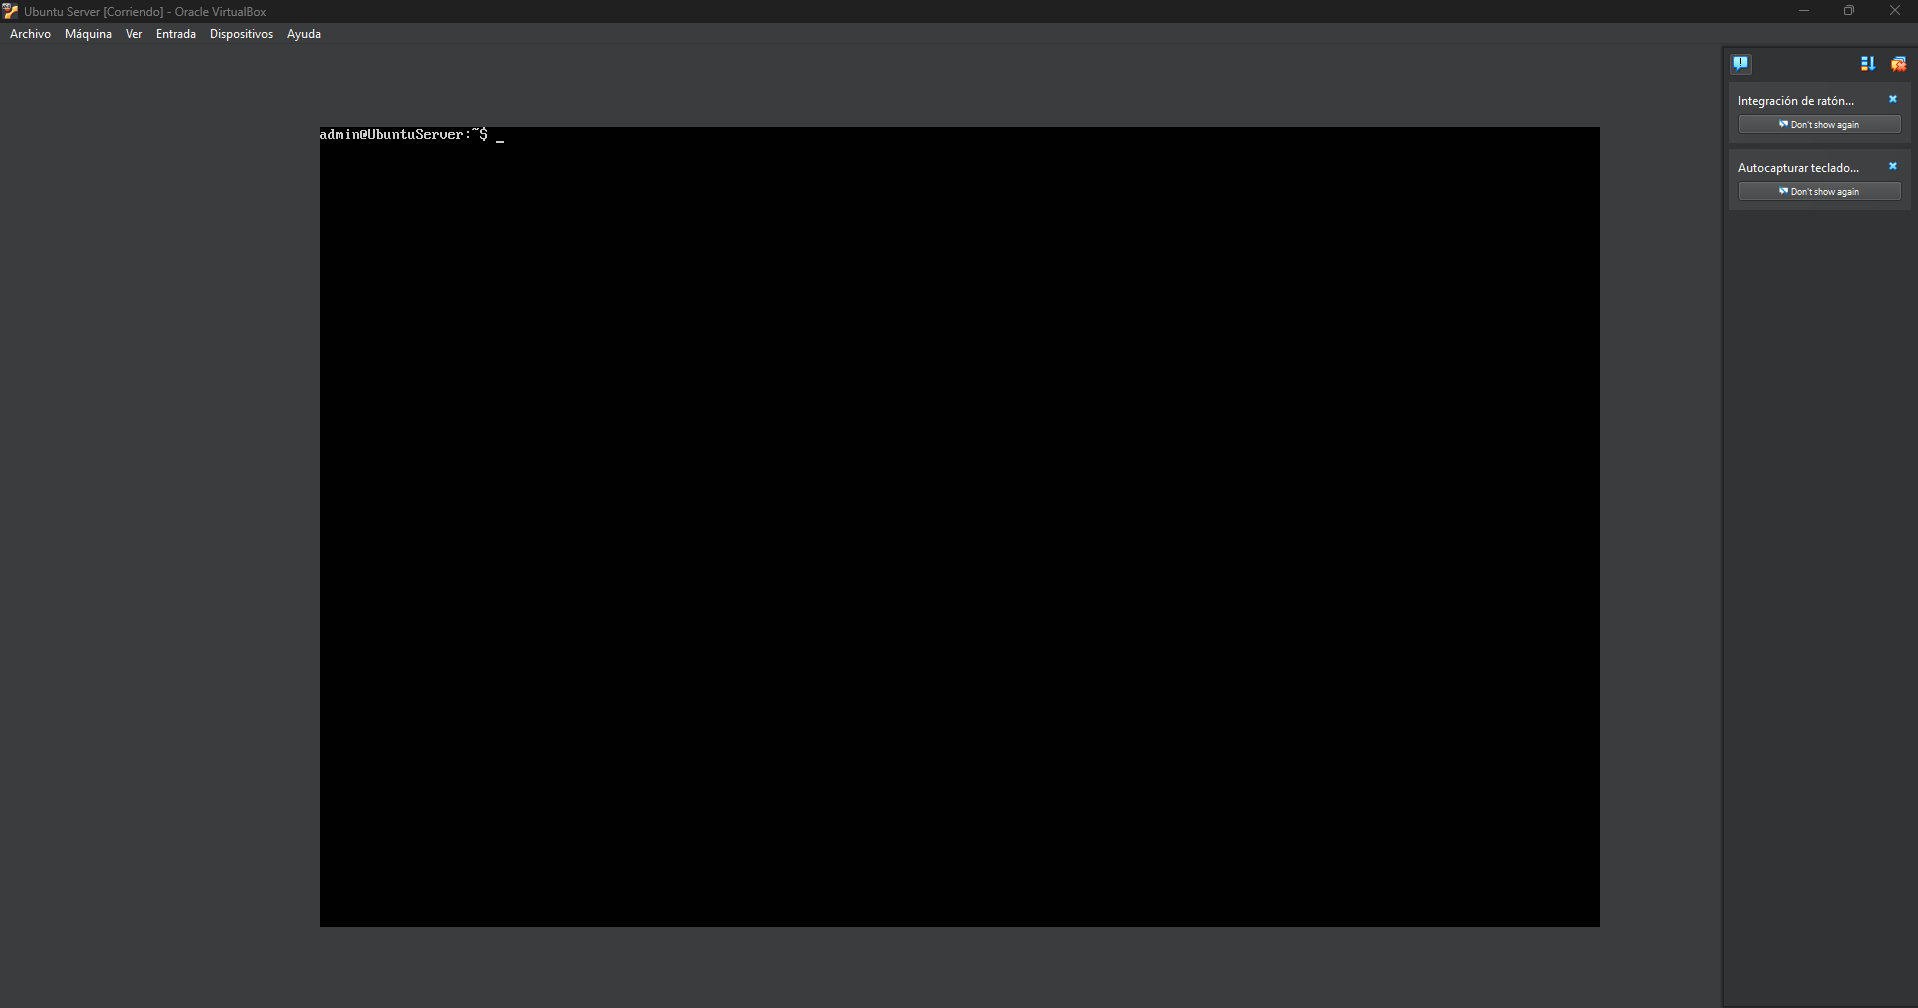 Ubuntu Server [Corriendo] - Oracle VirtualBox
Archivo Máquina Ver Entrada Dispositivos Ayuda
Integración de ratón...
Don't show again
admin@UbuntuServer:~$ _
Autocapturar teclado...
Don't show again